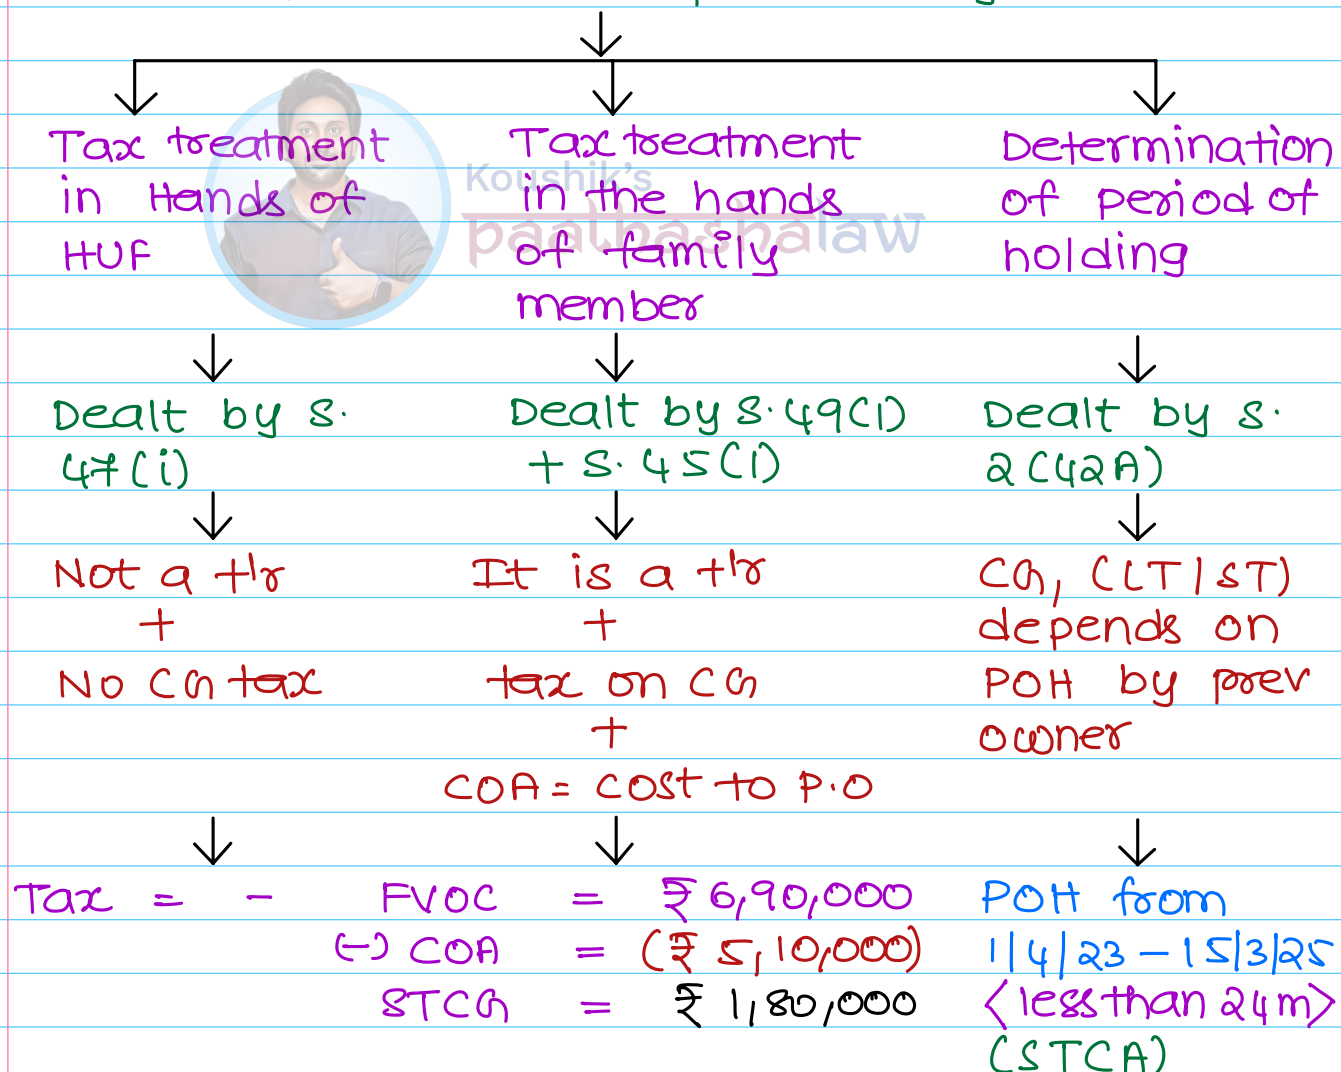 Tax treatment
in Hands of
HUF
Tax treatment
in the hands
of family
member
Determination
of period of
holding
Koushik's
paathashalaw
Dealt by S.
47(i)
Dealt by S.49(1)
+ S.45(1)
Dealt by S.
2(42A)
Not a t/r
+
No CG tax
It is a t/r
+
tax on CG
+
COA = cost to P.O
CG, (LT/ST)
depends on
POH by prev
owner
Tax = -
FVOC = ₹ 6,90,000
(-) COA = (₹ 5,10,000)
STCG = ₹ 1,80,000
POH from
1/4/23 – 15/3/25
<less than 24m>
(STCA)